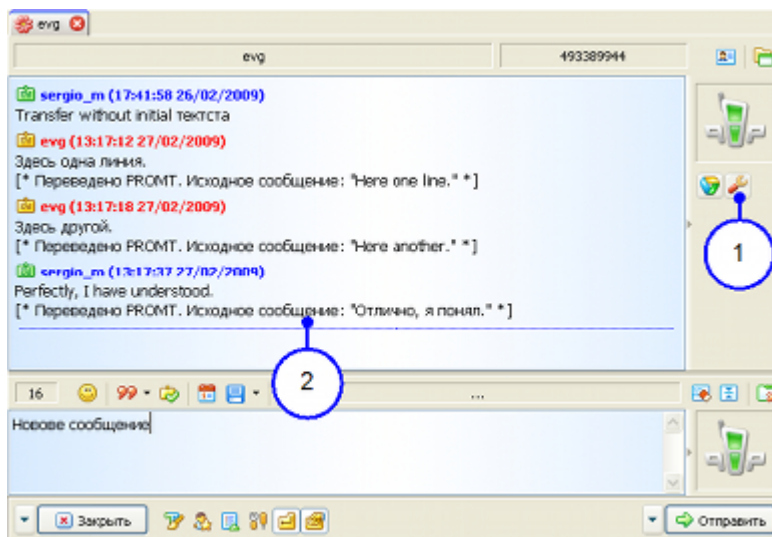 evg
evg 493389944
sergio_m (17:41:58 26/02/2009)
Transfer without initial тектста
evg (13:17:12 27/02/2009)
Здесь одна линия.
[* Переведено PROMT. Исходное сообщение: "Here one line." *]
evg (13:17:18 27/02/2009)
Здесь другой.
[* Переведено PROMT. Исходное сообщение: "Here another." *]
sergio_m (13:17:37 27/02/2009)
Perfectly, I have understood.
[* Переведено PROMT. Исходное сообщение: "Отлично, я понял." *]
1
2
16 ...
Новове сообщение
Закрыть Отправить